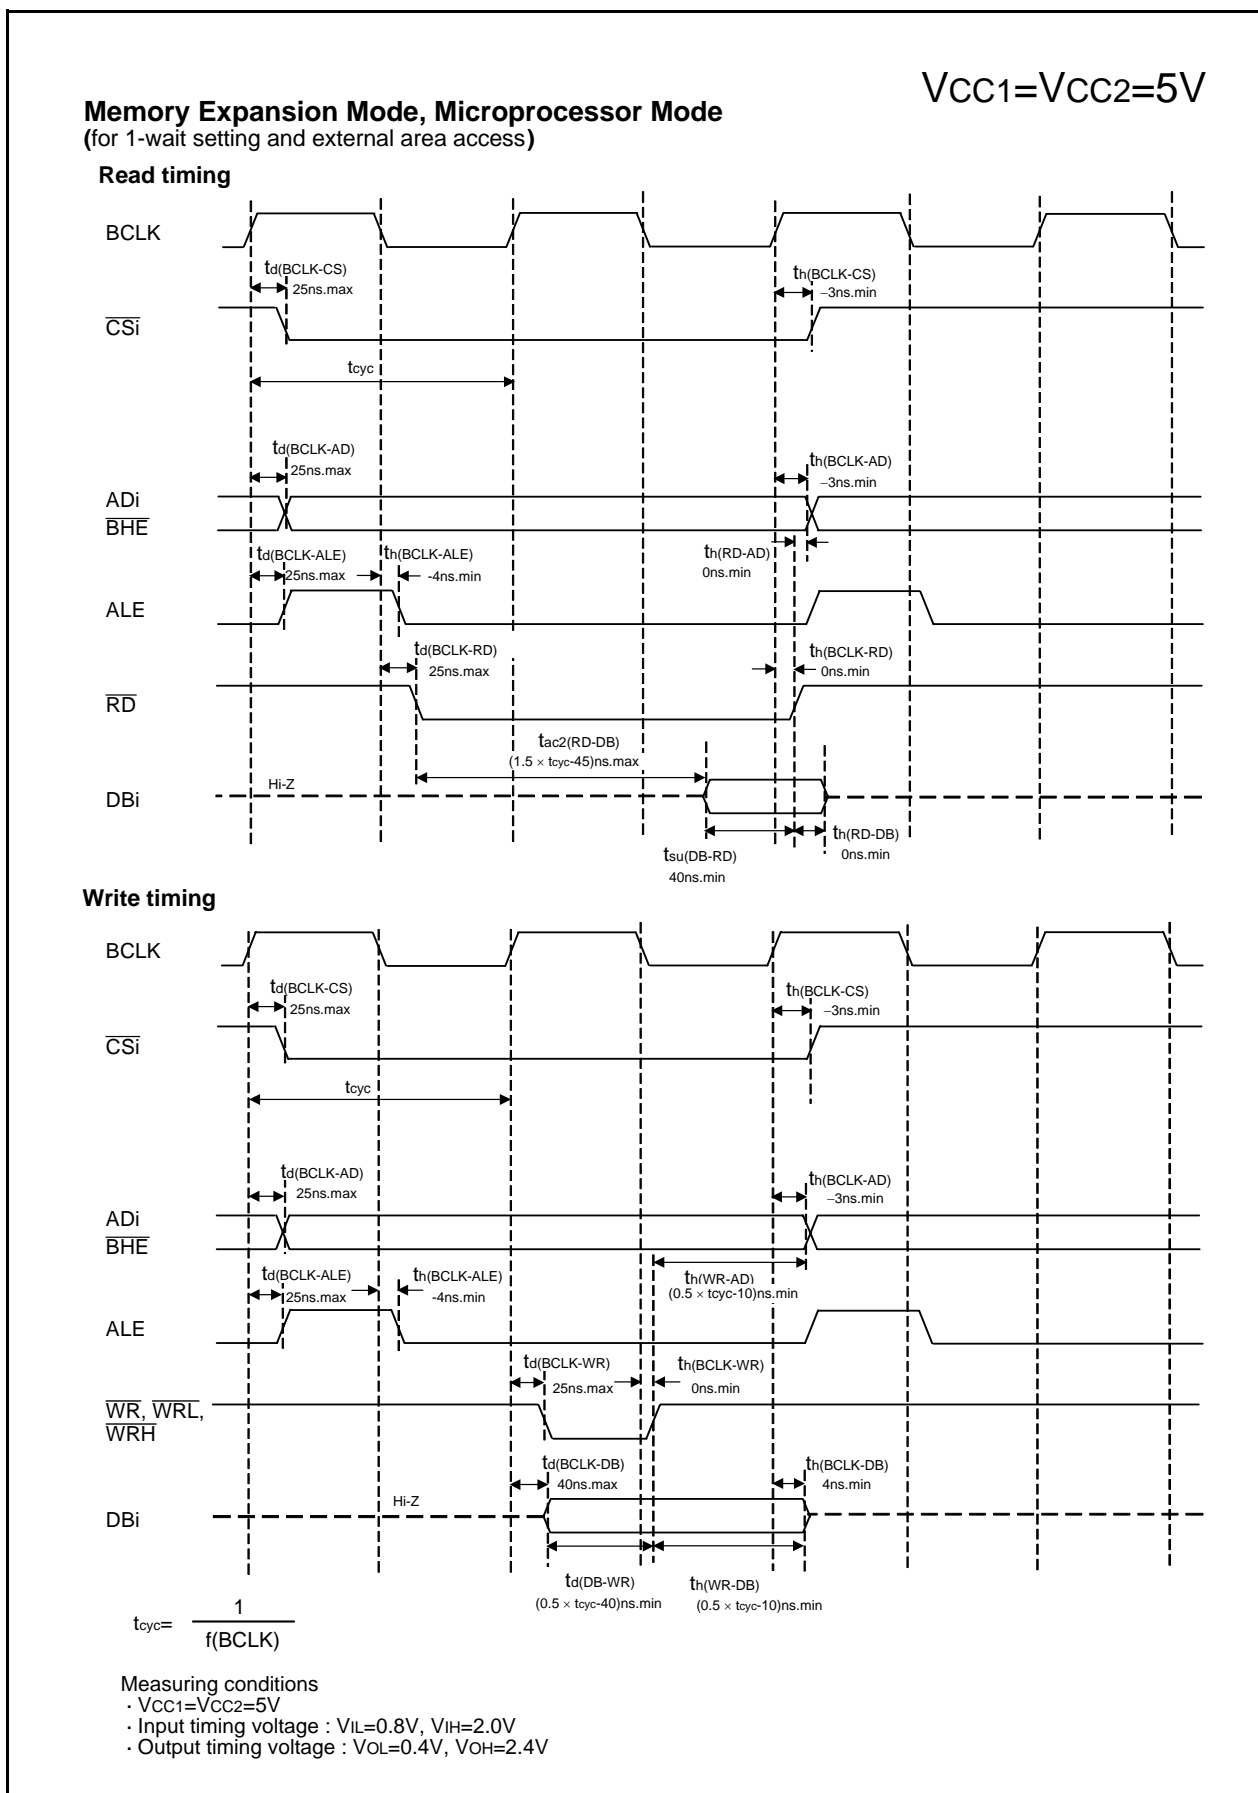 VCC1=VCC2=5V
Memory Expansion Mode, Microprocessor Mode
(for 1-wait setting and external area access)
Read timing
BCLK
td(BCLK-CS)
25ns.max
th(BCLK-CS)
−3ns.min
CSi
tcyc
td(BCLK-AD)
25ns.max
th(BCLK-AD)
−3ns.min
ADi
BHE
td(BCLK-ALE)
25ns.max
th(BCLK-ALE)
-4ns.min
th(RD-AD)
0ns.min
ALE
td(BCLK-RD)
25ns.max
th(BCLK-RD)
0ns.min
RD
tac2(RD-DB)
(1.5 × tcyc-45)ns.max
Hi-Z
DBi
tsu(DB-RD)
40ns.min
th(RD-DB)
0ns.min
Write timing
BCLK
td(BCLK-CS)
25ns.max
th(BCLK-CS)
−3ns.min
CSi
tcyc
td(BCLK-AD)
25ns.max
th(BCLK-AD)
−3ns.min
ADi
BHE
td(BCLK-ALE)
25ns.max
th(BCLK-ALE)
-4ns.min
th(WR-AD)
(0.5 × tcyc-10)ns.min
ALE
td(BCLK-WR)
25ns.max
th(BCLK-WR)
0ns.min
WR, WRL,
WRH
td(BCLK-DB)
40ns.max
th(BCLK-DB)
4ns.min
Hi-Z
DBi
td(DB-WR)
(0.5 × tcyc-40)ns.min
th(WR-DB)
(0.5 × tcyc-10)ns.min
tcyc= 1
f(BCLK)
Measuring conditions
· VCC1=VCC2=5V
· Input timing voltage : VIL=0.8V, VIH=2.0V
· Output timing voltage : VOL=0.4V, VOH=2.4V